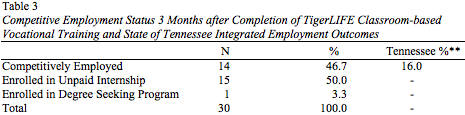 Table 3
Competitive Employment Status 3 Months after Completion of TigerLIFE Classroom-based
Vocational Training and State of Tennessee Integrated Employment Outcomes
N % Tennessee %**
Competitively Employed 14 46.7 16.0
Enrolled in Unpaid Internship 15 50.0 -
Enrolled in Degree Seeking Program 1 3.3 -
Total 30 100.0 -